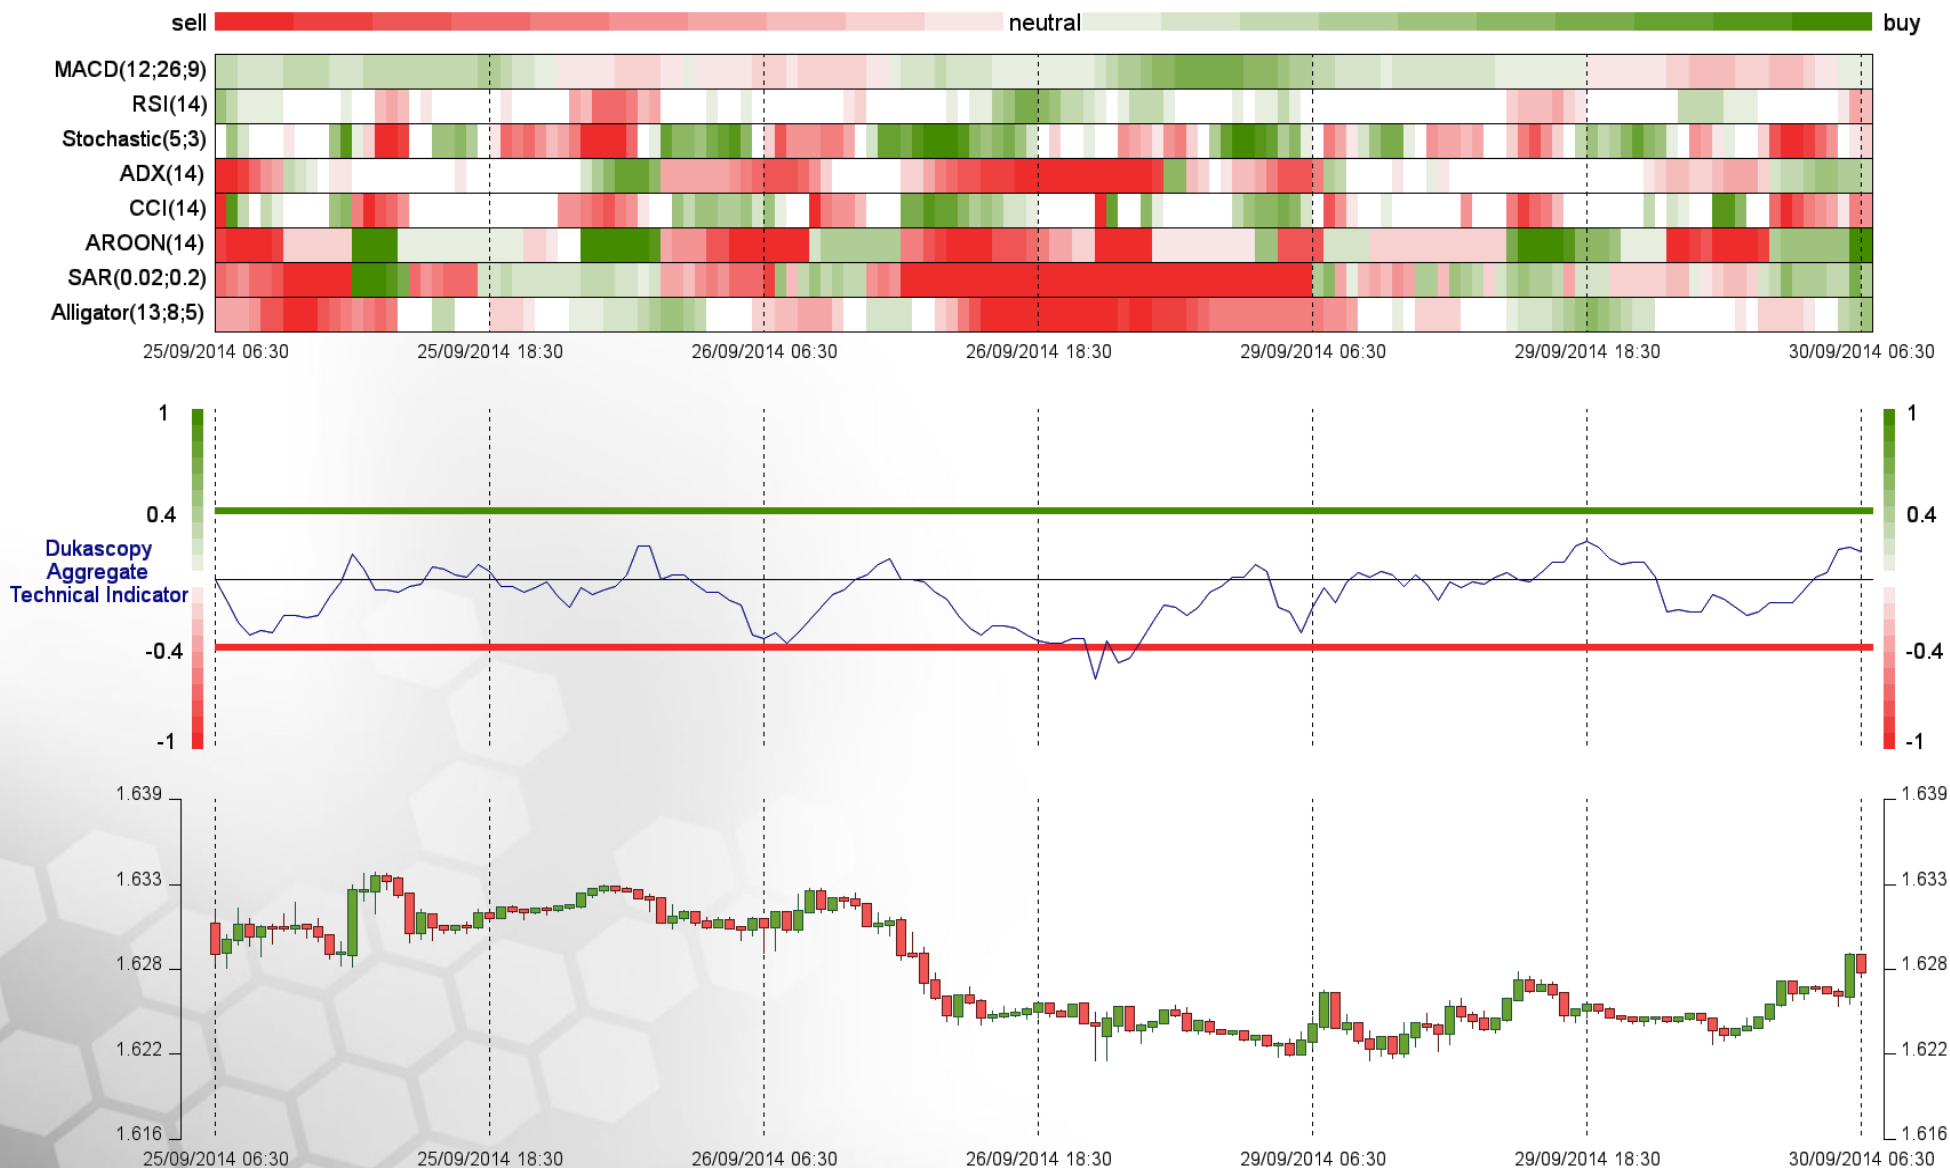 sell neutral buy
MACD(12;26;9)
RSI(14)
Stochastic(5;3)
ADX(14)
CCI(14)
AROON(14)
SAR(0.02;0.2)
Alligator(13;8;5)
25/09/2014 06:30 25/09/2014 18:30 26/09/2014 06:30 26/09/2014 18:30 29/09/2014 06:30 29/09/2014 18:30 30/09/2014 06:30
1 1
0.4 0.4
Dukascopy
Aggregate
Technical Indicator
-0.4 -0.4
-1 -1
1.639 1.639
1.633 1.633
1.628 1.628
1.622 1.622
1.616 1.616
25/09/2014 06:30 25/09/2014 18:30 26/09/2014 06:30 26/09/2014 18:30 29/09/2014 06:30 29/09/2014 18:30 30/09/2014 06:30